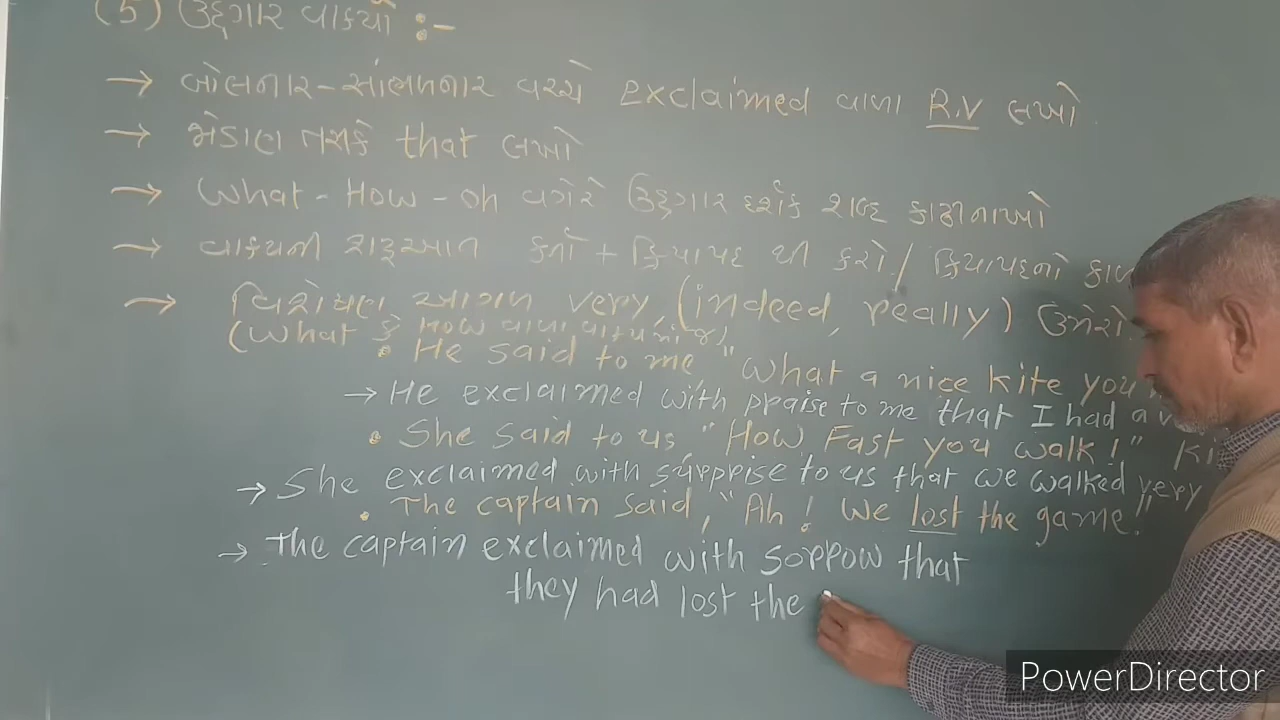 (5) ઉદ્દગાર વાક્યો :-
→ બોલનાર-સાંભળનાર વચ્ચે exclaimed વાળા R.V લખો
→ જોડાણ તરીકે that લખો
→ What - How - Oh વગેરે ઉદ્દગાર દર્શક શબ્દ કાઢીનાખો
→ વાક્યની શરૂઆત કર્તા + ક્રિયાપદ થી કરો / ક્રિયાપદનો
→ વિશેષણ આગળ very, (indeed, really) ઉમેરો
(What કે How વાળા વાક્યમાં જ)
• He said to me "What a nice kite you
→ He exclaimed with praise to me that I had a
• She said to us, "How Fast you walk!"
→ She exclaimed with surprise to us that we walked very
• The captain said, "Ah! We lost the game."
→ The captain exclaimed with sorrow that
they had lost the
PowerDirector